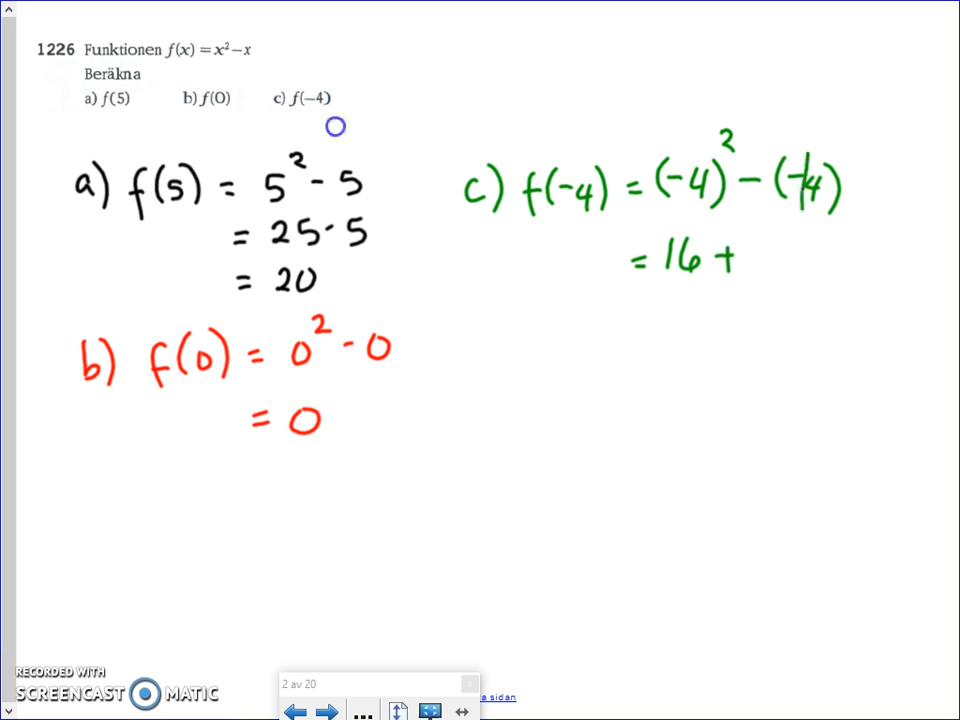 1226 Funktionen f(x) = x² − x
Beräkna
a) f(5) b) f(0) c) f(−4)
a) f(5) = 5² - 5
= 25 - 5
= 20
b) f(0) = 0² - 0
= 0
c) f(-4) = (-4)² - (-4)
= 16 +
RECORDED WITH
SCREENCAST MATIC
2 av 20
a sidan